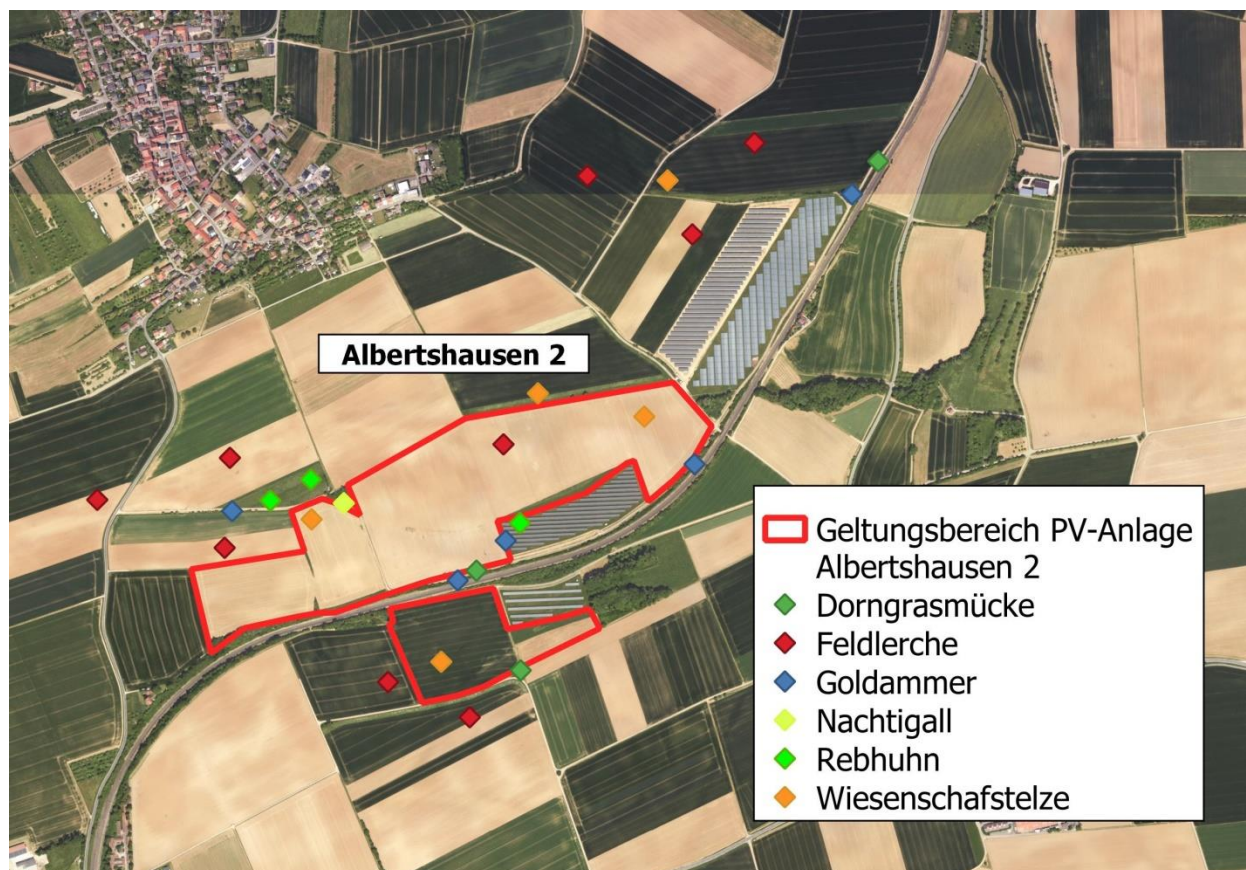 Albertshausen 2
Geltungsbereich PV-Anlage
Albertshausen 2
Dorngrasmücke
Feldlerche
Goldammer
Nachtigall
Rebhuhn
Wiesenschafstelze